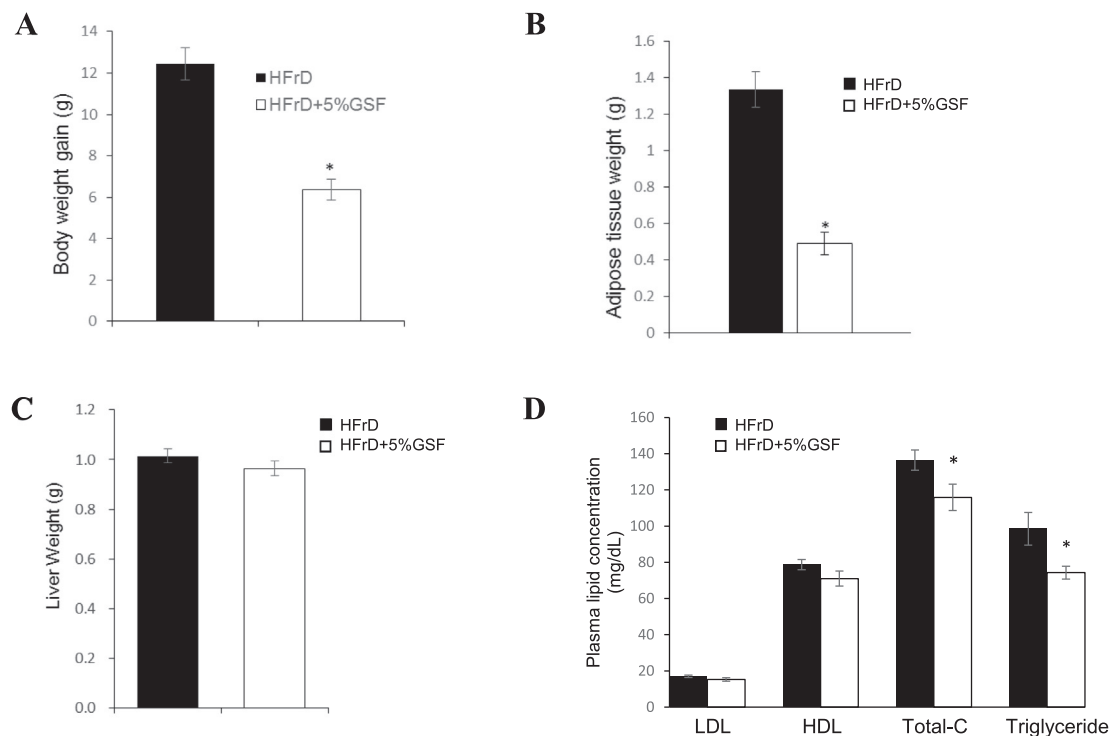 A
Body weight gain (g)
14
12
10
8
6
4
2
0
HFrD
HFrD+5%GSF
*
B
Adipose tissue weight (g)
1.6
1.4
1.2
1
0.8
0.6
0.4
0.2
0
HFrD
HFrD+5%GSF
*
C
Liver Weight (g)
1.2
1.0
0.8
0.6
0.4
0.2
0.0
HFrD
HFrD+5%GSF
D
Plasma lipid concentration
(mg/dL)
160
140
120
100
80
60
40
20
0
HFrD
HFrD+5%GSF
*
*
LDL HDL Total-C Triglyceride